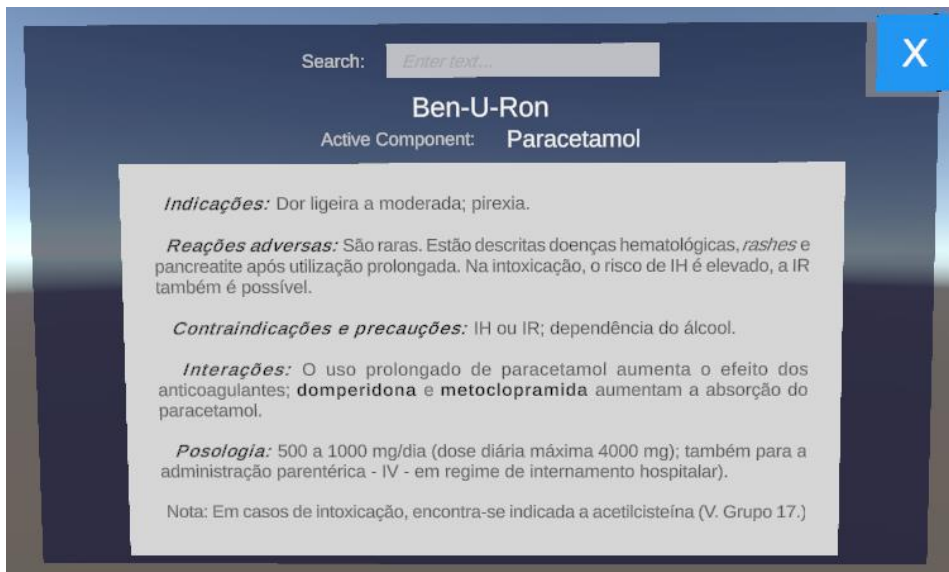 Search: Enter text...
X
Ben-U-Ron
Active Component: Paracetamol
Indicações: Dor ligeira a moderada; pirexia.
Reações adversas: São raras. Estão descritas doenças hematológicas, rashes e
pancreatite após utilização prolongada. Na intoxicação, o risco de IH é elevado, a IR
também é possível.
Contraindicações e precauções: IH ou IR; dependência do álcool.
Interações: O uso prolongado de paracetamol aumenta o efeito dos
anticoagulantes; domperidona e metoclopramida aumentam a absorção do
paracetamol.
Posologia: 500 a 1000 mg/dia (dose diária máxima 4000 mg); também para a
administração parentérica - IV - em regime de internamento hospitalar).
Nota: Em casos de intoxicação, encontra-se indicada a acetilcisteína (V. Grupo 17.)